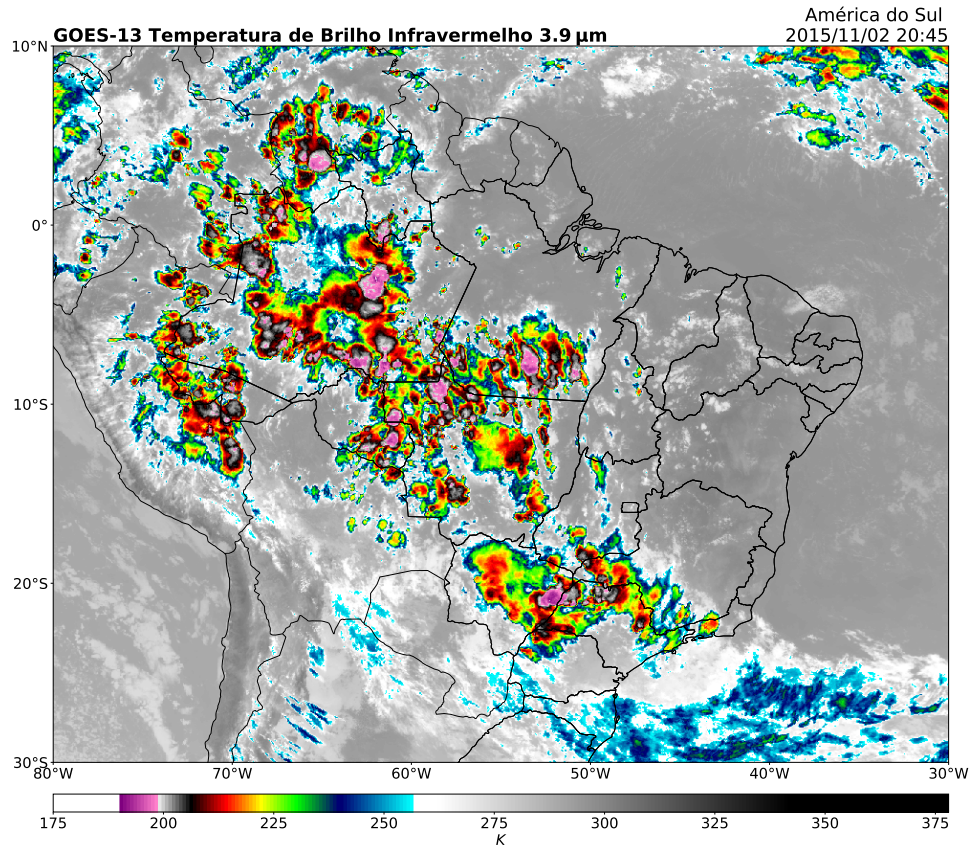 América do Sul
GOES-13 Temperatura de Brilho Infravermelho 3.9 µm 2015/11/02 20:45
10°N
0°
10°S
20°S
30°S
80°W 70°W 60°W 50°W 40°W 30°W
175 200 225 250 275 300 325 350 375
K